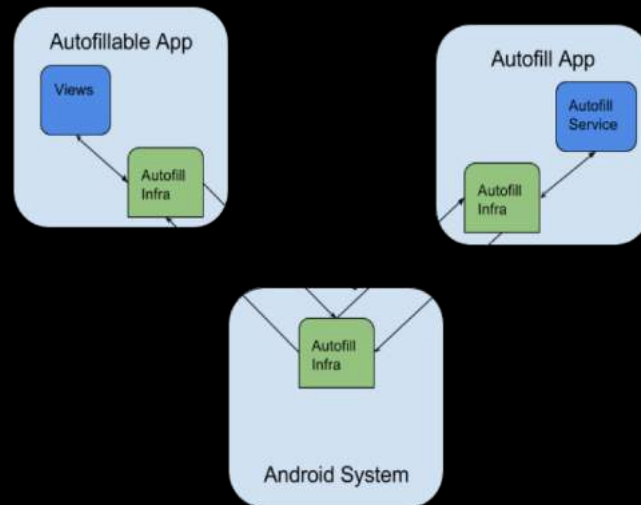 Autofillable App
Views
Autofill
Infra
Autofill App
Autofill
Service
Autofill
Infra
Autofill
Infra
Android System